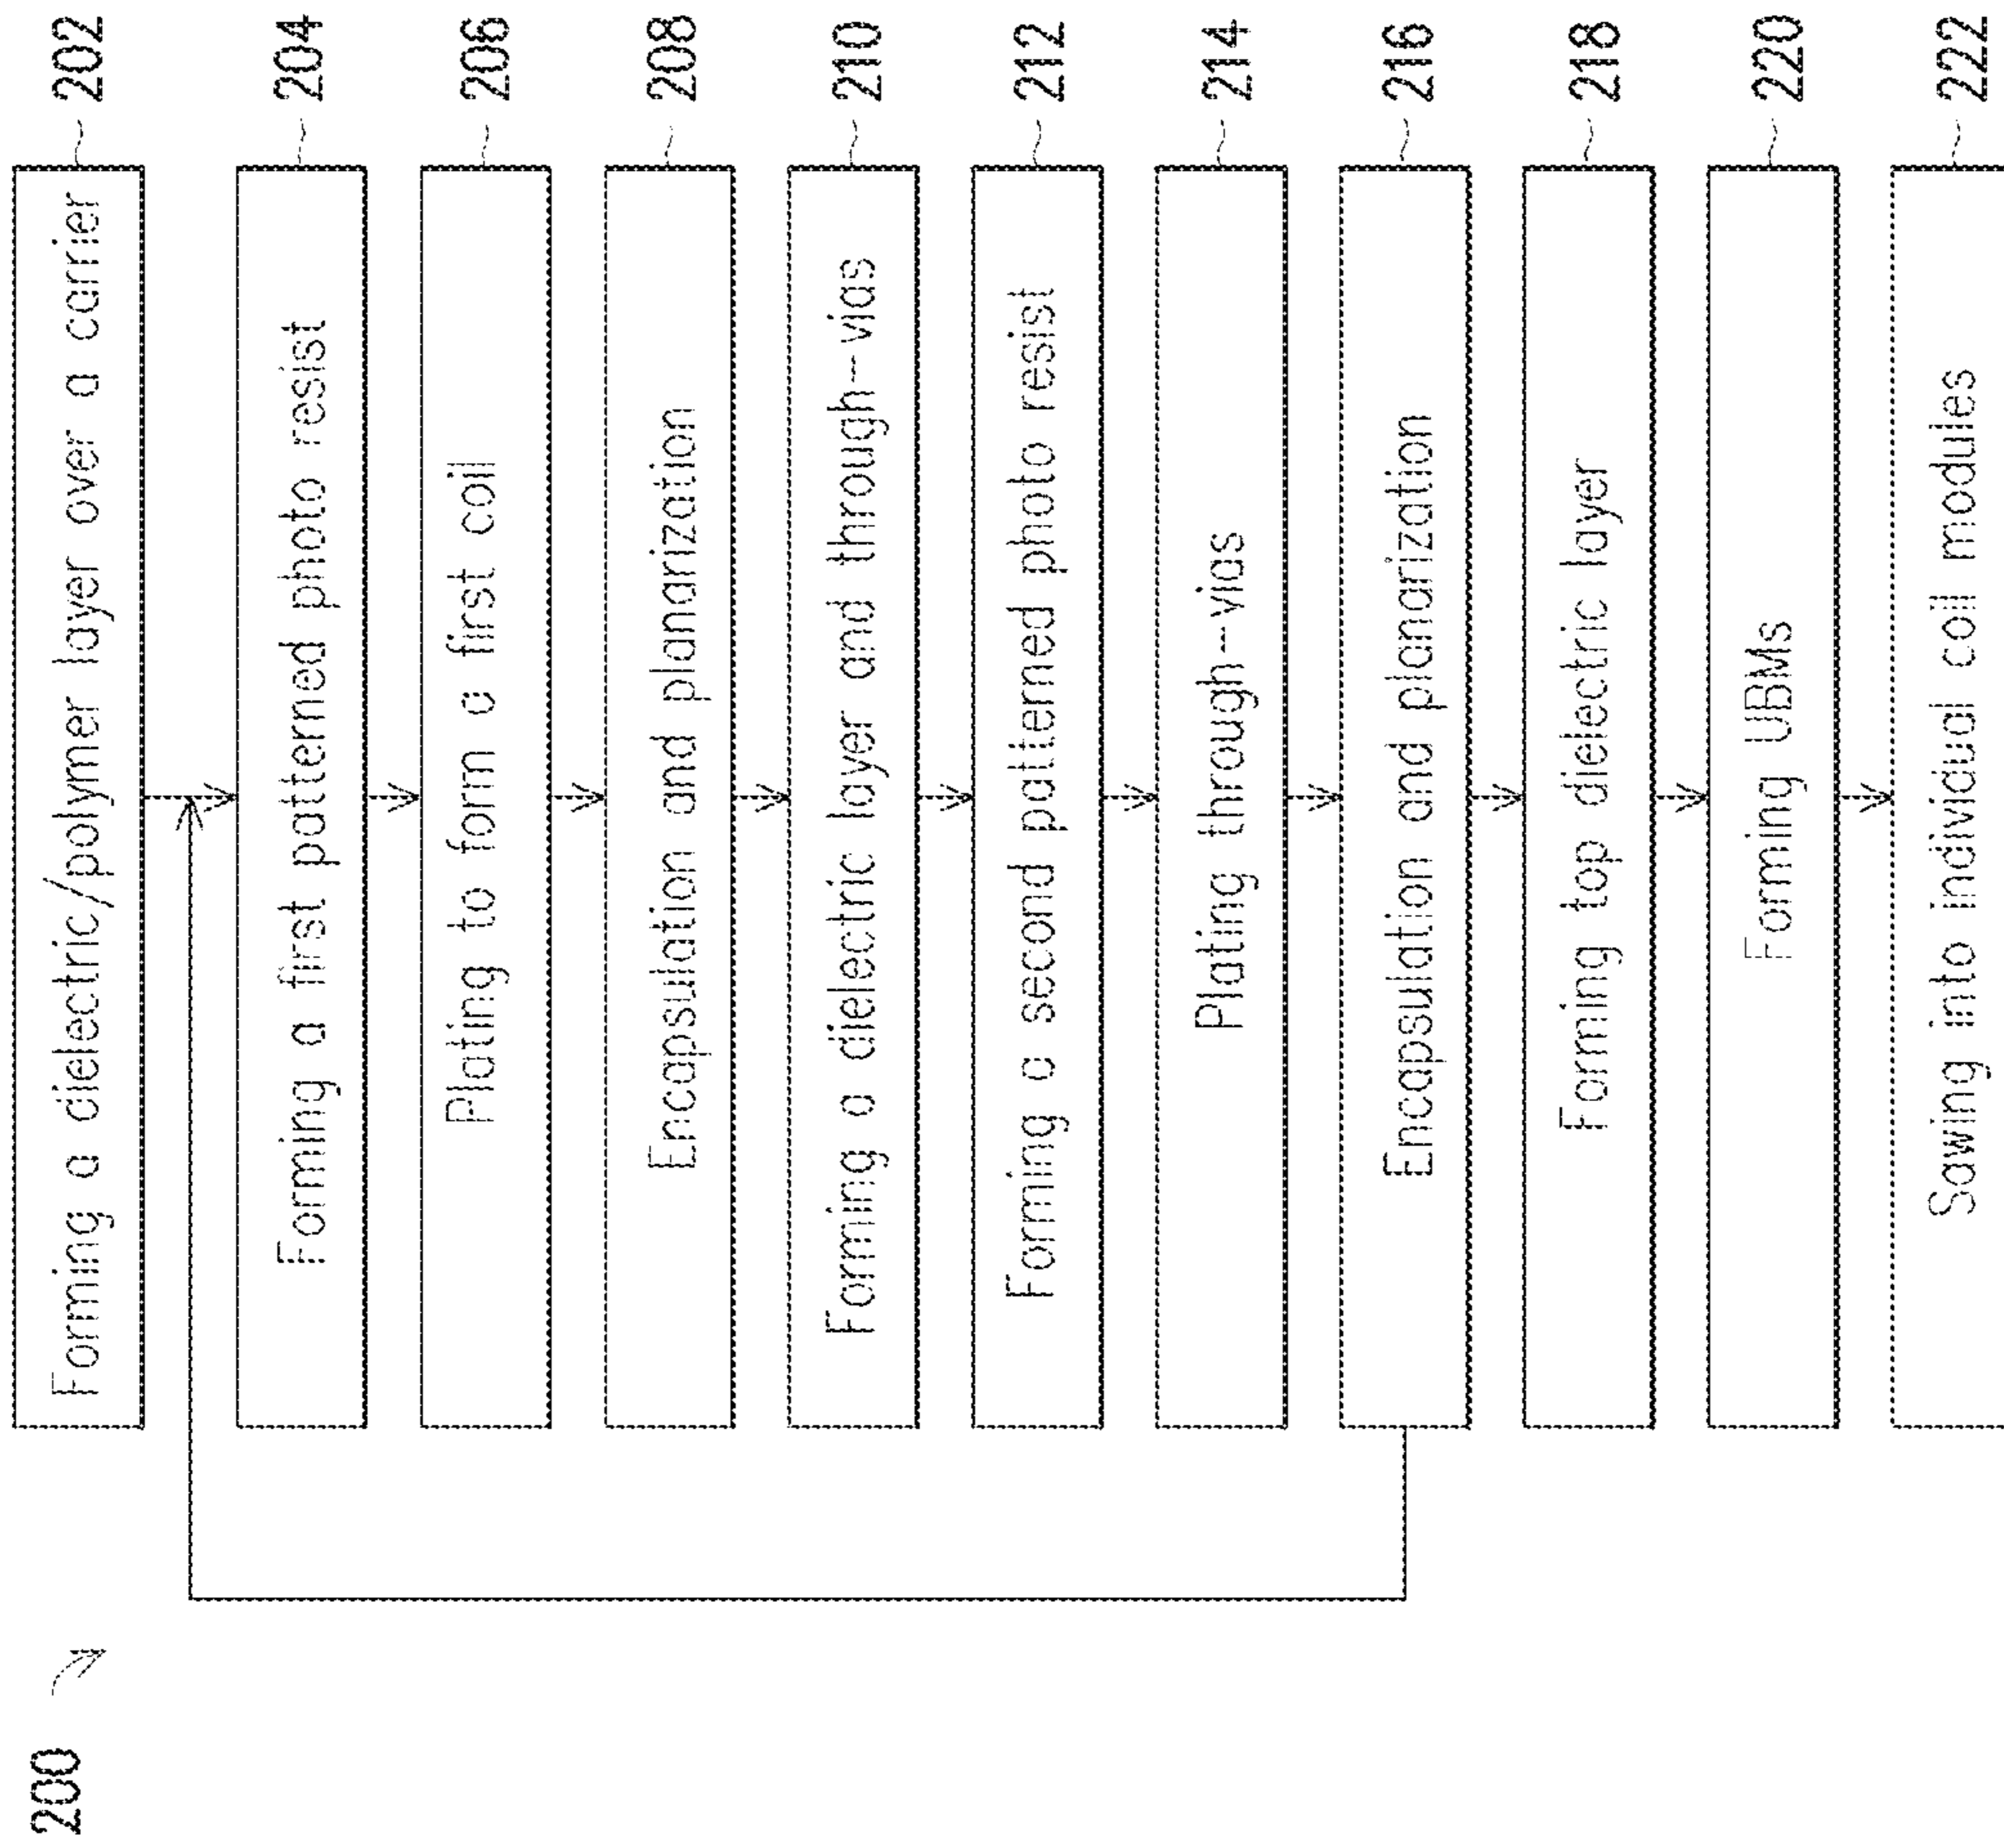 200
Forming a dielectric/polymer layer over a carrier
202
Forming a first patterned photo resist
204
Plating to form a first coil
206
Encapsulation and planarization
208
Forming a dielectric layer and through-vias
210
Forming a second patterned photo resist
212
Plating through-vias
214
Encapsulation and planarization
216
Forming top dielectric layer
218
Forming UBMs
220
Sawing into individual coil modules
222